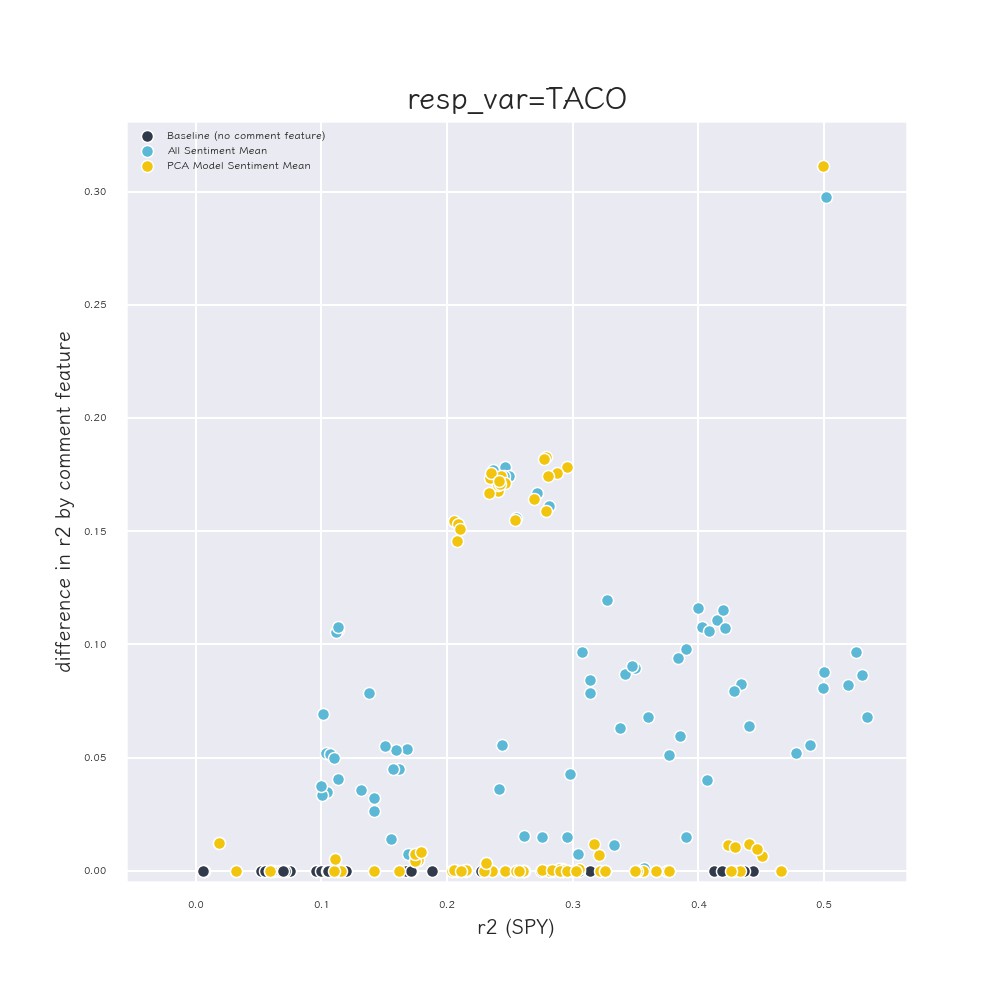 resp_var=TACO
Baseline (no comment feature)
All Sentiment Mean
PCA Model Sentiment Mean
difference in r2 by comment feature
0.30
0.25
0.20
0.15
0.10
0.05
0.00
0.0 0.1 0.2 0.3 0.4 0.5
r2 (SPY)